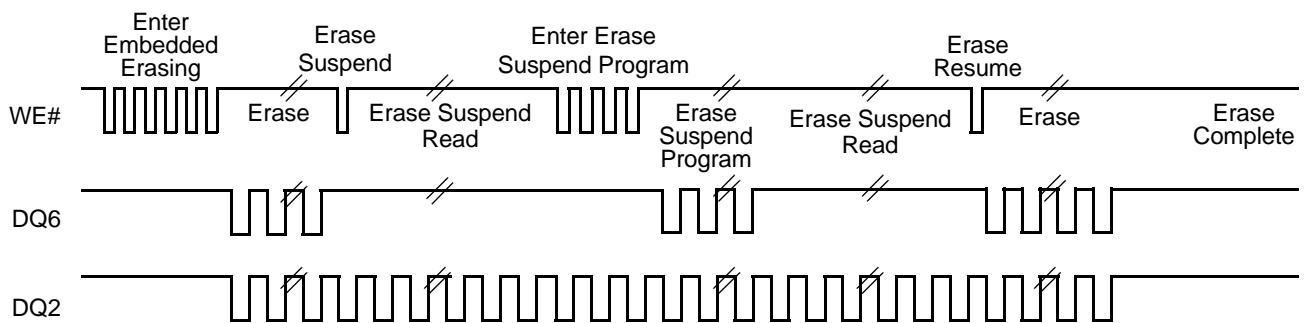 Enter
Embedded
Erasing
Erase
Suspend
Enter Erase
Suspend Program
Erase
Resume
WE#
Erase
Erase Suspend
Read
Erase
Suspend
Program
Erase Suspend
Read
Erase
Erase
Complete
DQ6
DQ2